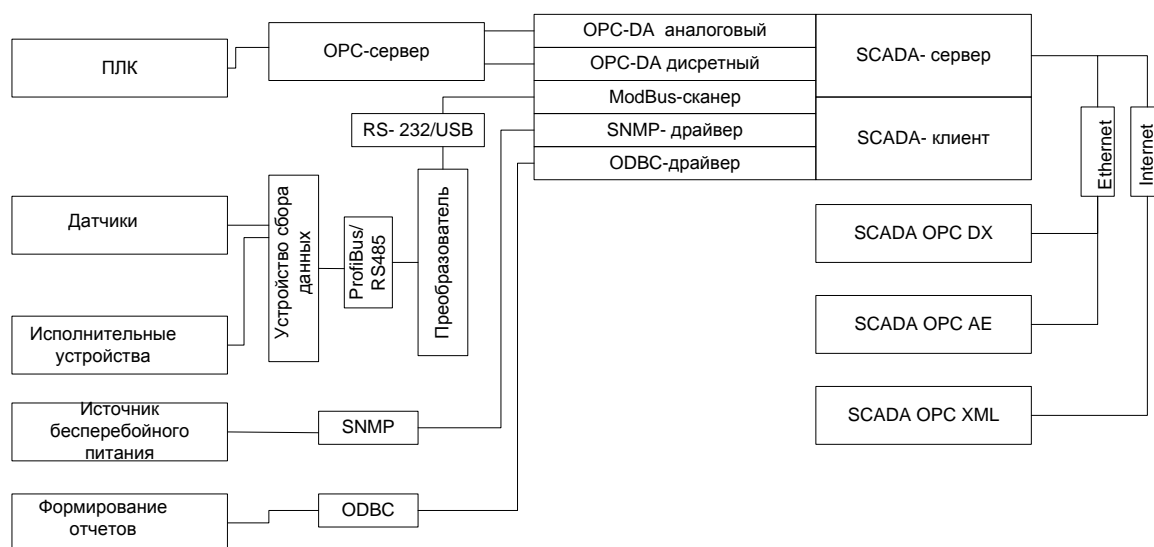 ПЛК
OPC-сервер
OPC-DA аналоговый
OPC-DA дисретный
ModBus-сканер
SNMP- драйвер
ODBC-драйвер
SCADA- сервер
SCADA- клиент
Ethernet
Internet
RS- 232/USB
Датчики
Устройство сбора
данных
ProfiBus/
RS485
Преобразователь
SCADA OPC DX
Исполнительные
устройства
SCADA OPC AE
Источник
бесперебойного
питания
SNMP
SCADA OPC XML
Формирование
отчетов
ODBC